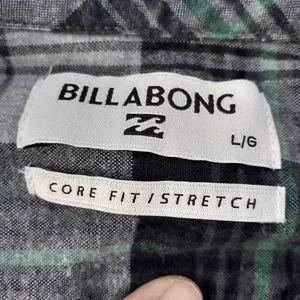 BILLABONG
L/G
CORE FIT / STRETCH